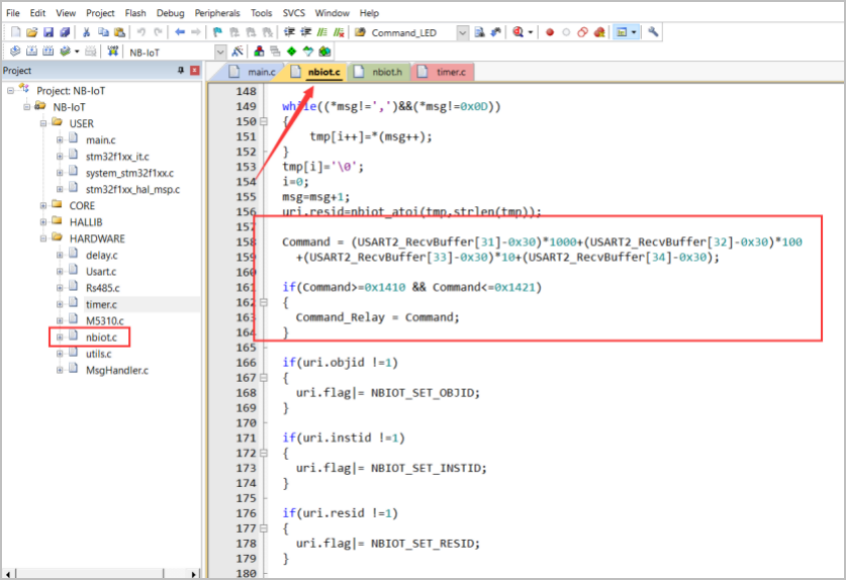 File Edit View Project Flash Debug Peripherals Tools SVCS Window Help
Command_LED
NB-IoT
Project
main.c nbiot.c nbiot.h timer.c
Project: NB-IoT
NB-IoT
USER
main.c
stm32f1xx_it.c
system_stm32f1xx.c
stm32f1xx_hal_msp.c
CORE
HALLIB
HARDWARE
delay.c
Usart.c
Rs485.c
timer.c
M5310.c
nbiot.c
utils.c
MsgHandler.c
148
149 while((*msg!=',')&&(*msg!=0x0D))
150 {
151 tmp[i++]=*(msg++);
152 }
153 tmp[i]='\0';
154 i=0;
155 msg=msg+1;
156 uri.resid=nbiot_atoi(tmp,strlen(tmp));
157
158 Command = (USART2_RecvBuffer[31]-0x30)*1000+(USART2_RecvBuffer[32]-0x30)*100
159 +(USART2_RecvBuffer[33]-0x30)*10+(USART2_RecvBuffer[34]-0x30);
160
161 if(Command>=0x1410 && Command<=0x1421)
162 {
163 Command_Relay = Command;
164 }
165
166 if(uri.objid !=1)
167 {
168 uri.flag|= NBIOT_SET_OBJID;
169 }
170
171 if(uri.instid !=1)
172 {
173 uri.flag|= NBIOT_SET_INSTID;
174 }
175
176 if(uri.resid !=1)
177 {
178 uri.flag|= NBIOT_SET_RESID;
179 }
180